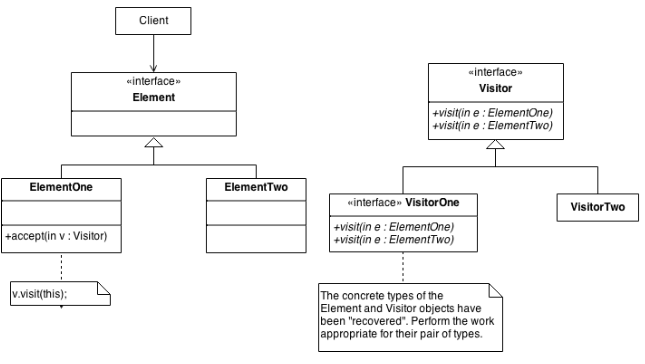 Client
«interface»
Element
ElementOne
+accept(in v : Visitor)
v.visit(this);
ElementTwo
«interface»
Visitor
+visit(in e : ElementOne)
+visit(in e : ElementTwo)
«interface» VisitorOne
+visit(in e : ElementOne)
+visit(in e : ElementTwo)
VisitorTwo
The concrete types of the
Element and Visitor objects have
been "recovered". Perform the work
appropriate for their pair of types.